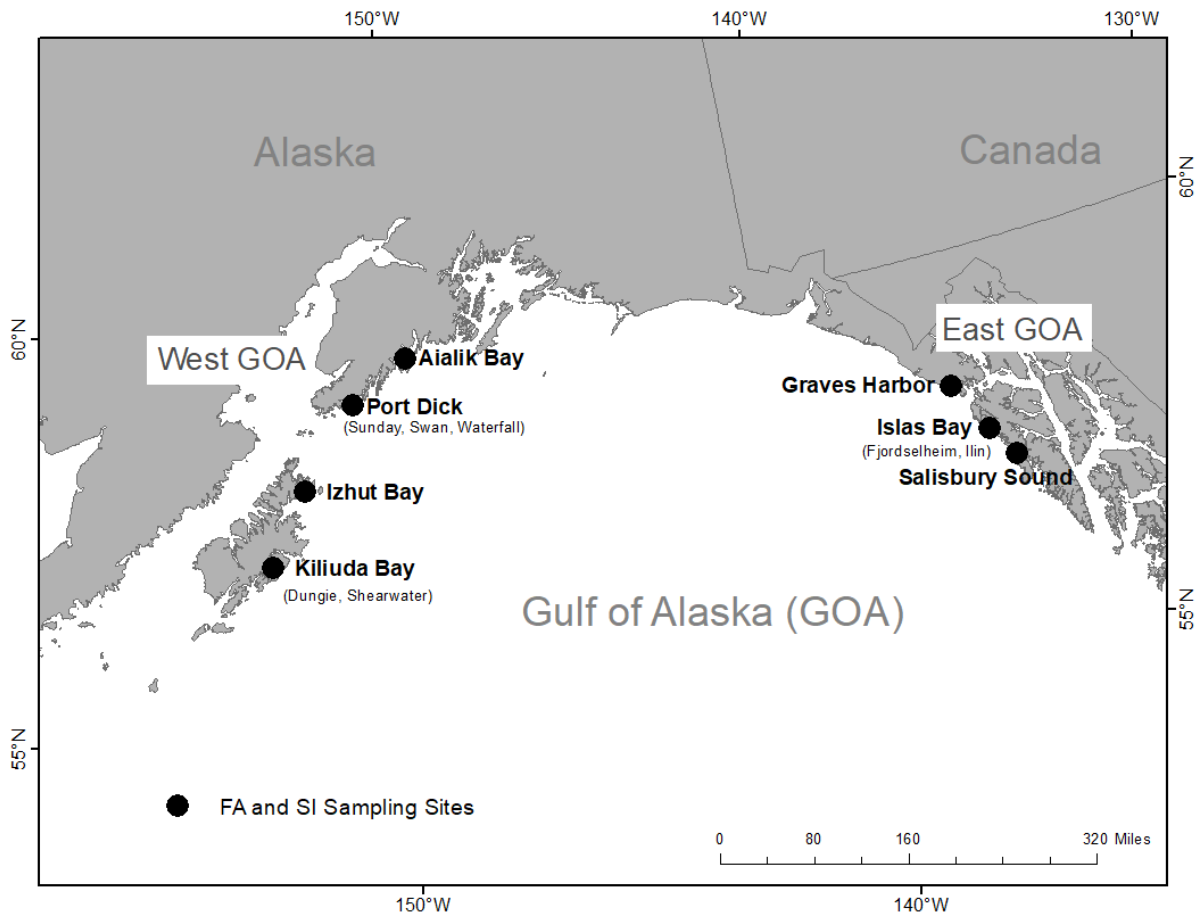 150°W
140°W
130°W
Alaska
Canada
60°N
60°N
West GOA
East GOA
Aialik Bay
Graves Harbor
Port Dick
(Sunday, Swan, Waterfall)
Islas Bay
(Fjordselheim, Ilin)
Salisbury Sound
Izhut Bay
Kiliuda Bay
(Dungie, Shearwater)
Gulf of Alaska (GOA)
55°N
55°N
FA and SI Sampling Sites
0 80 160 320 Miles
150°W
140°W